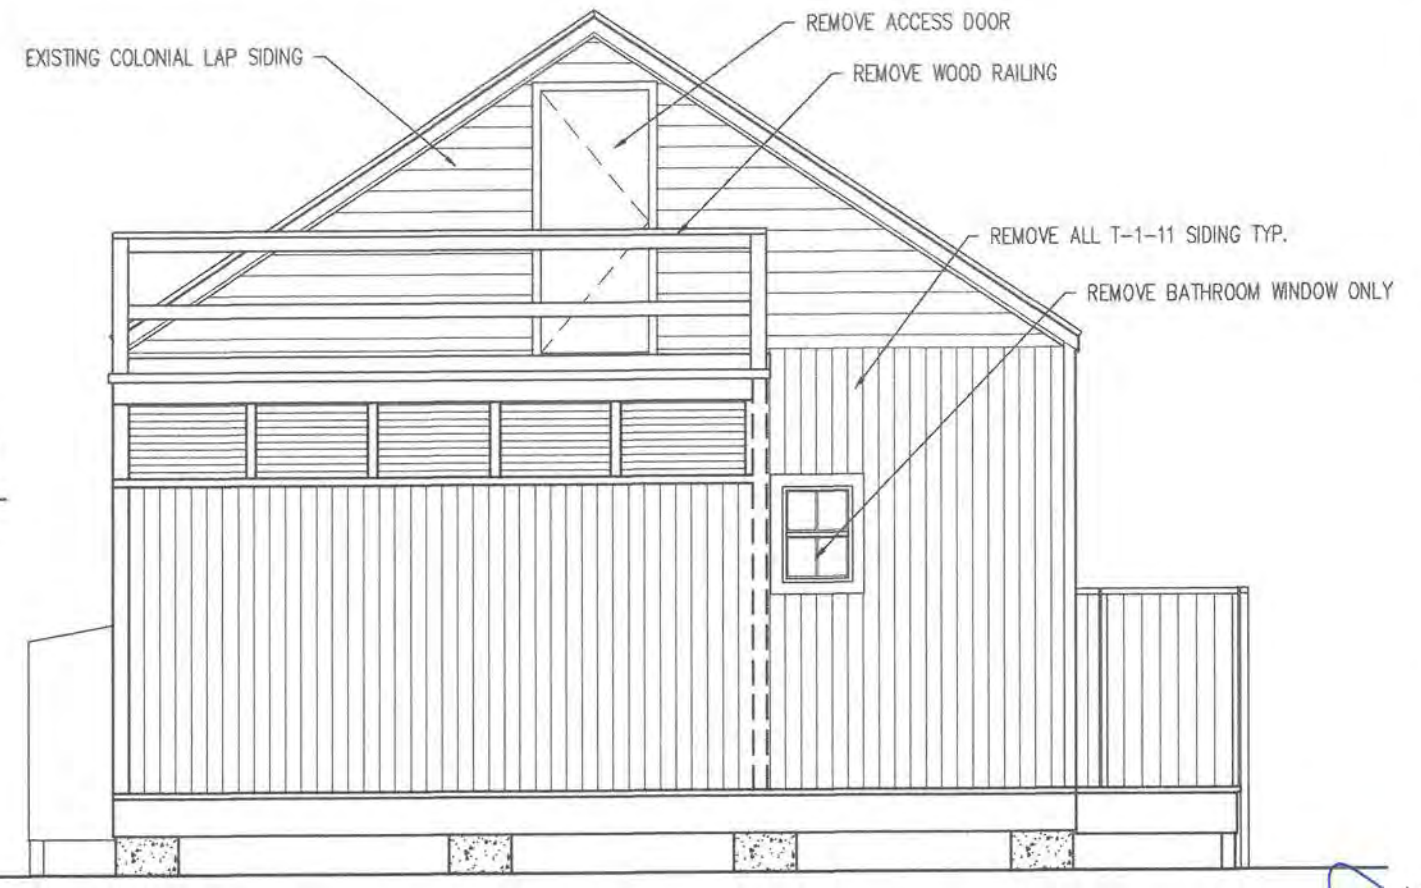 REMOVE ACCESS DOOR
EXISTING COLONIAL LAP SIDING
REMOVE WOOD RAILING
REMOVE ALL T-1-11 SIDING TYP.
REMOVE BATHROOM WINDOW ONLY